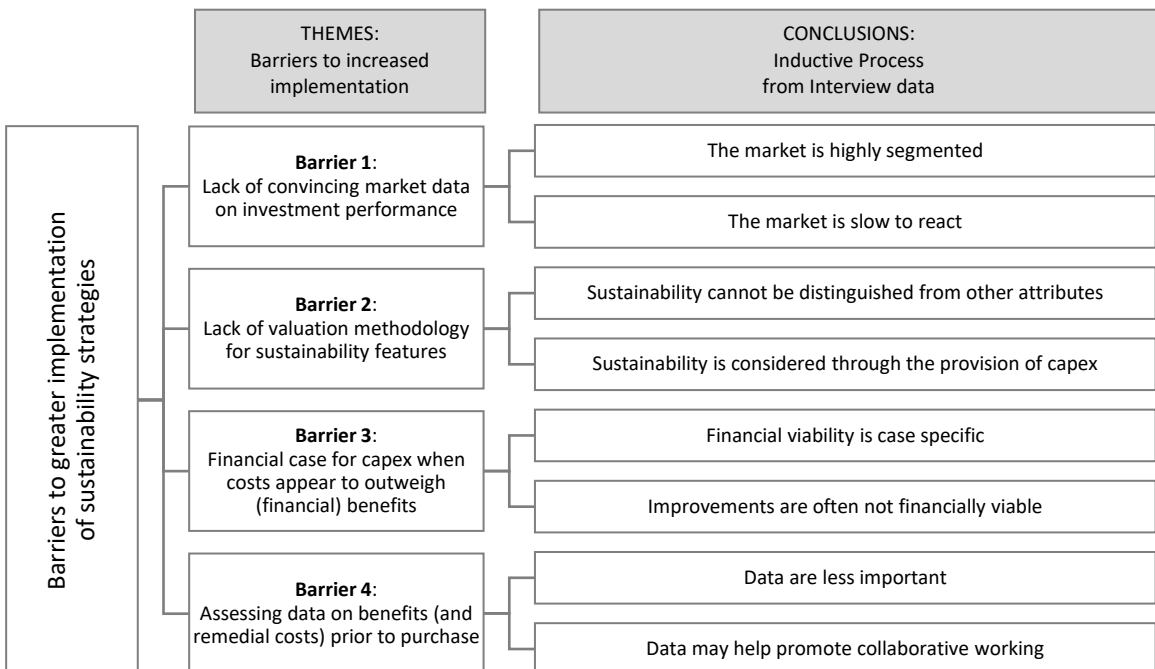 THEMES:
Barriers to increased
implementation
CONCLUSIONS:
Inductive Process
from Interview data
Barriers to greater implementation
of sustainability strategies
Barrier 1:
Lack of convincing market data
on investment performance
The market is highly segmented
The market is slow to react
Barrier 2:
Lack of valuation methodology
for sustainability features
Sustainability cannot be distinguished from other attributes
Sustainability is considered through the provision of capex
Barrier 3:
Financial case for capex when
costs appear to outweigh
(financial) benefits
Financial viability is case specific
Improvements are often not financially viable
Barrier 4:
Assessing data on benefits (and
remedial costs) prior to purchase
Data are less important
Data may help promote collaborative working